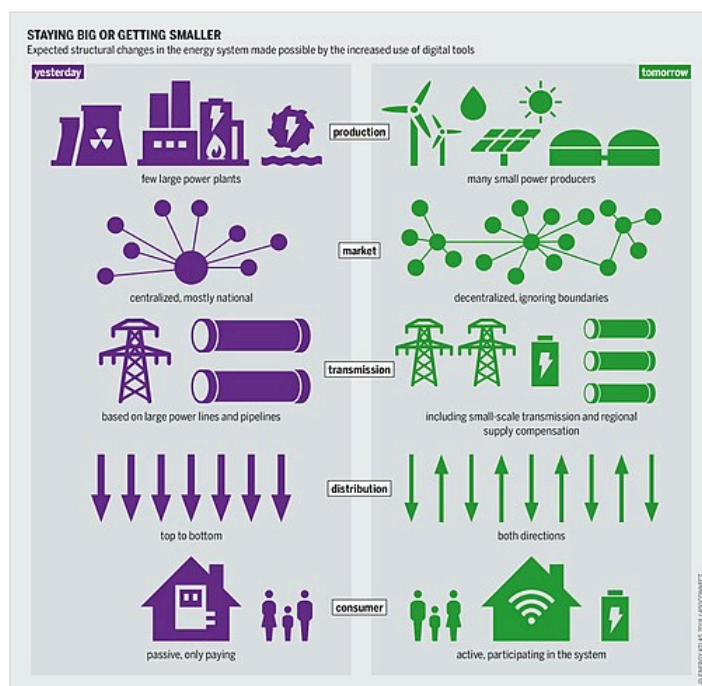 STAYING BIG OR GETTING SMALLER
Expected structural changes in the energy system made possible by the increased use of digital tools
yesterday
tomorrow
production
few large power plants
many small power producers
market
centralized, mostly national
decentralized, ignoring boundaries
transmission
based on large power lines and pipelines
including small-scale transmission and regional
supply compensation
distribution
top to bottom
both directions
consumer
passive, only paying
active, participating in the system
© ENERGY ATLAS 2018 /